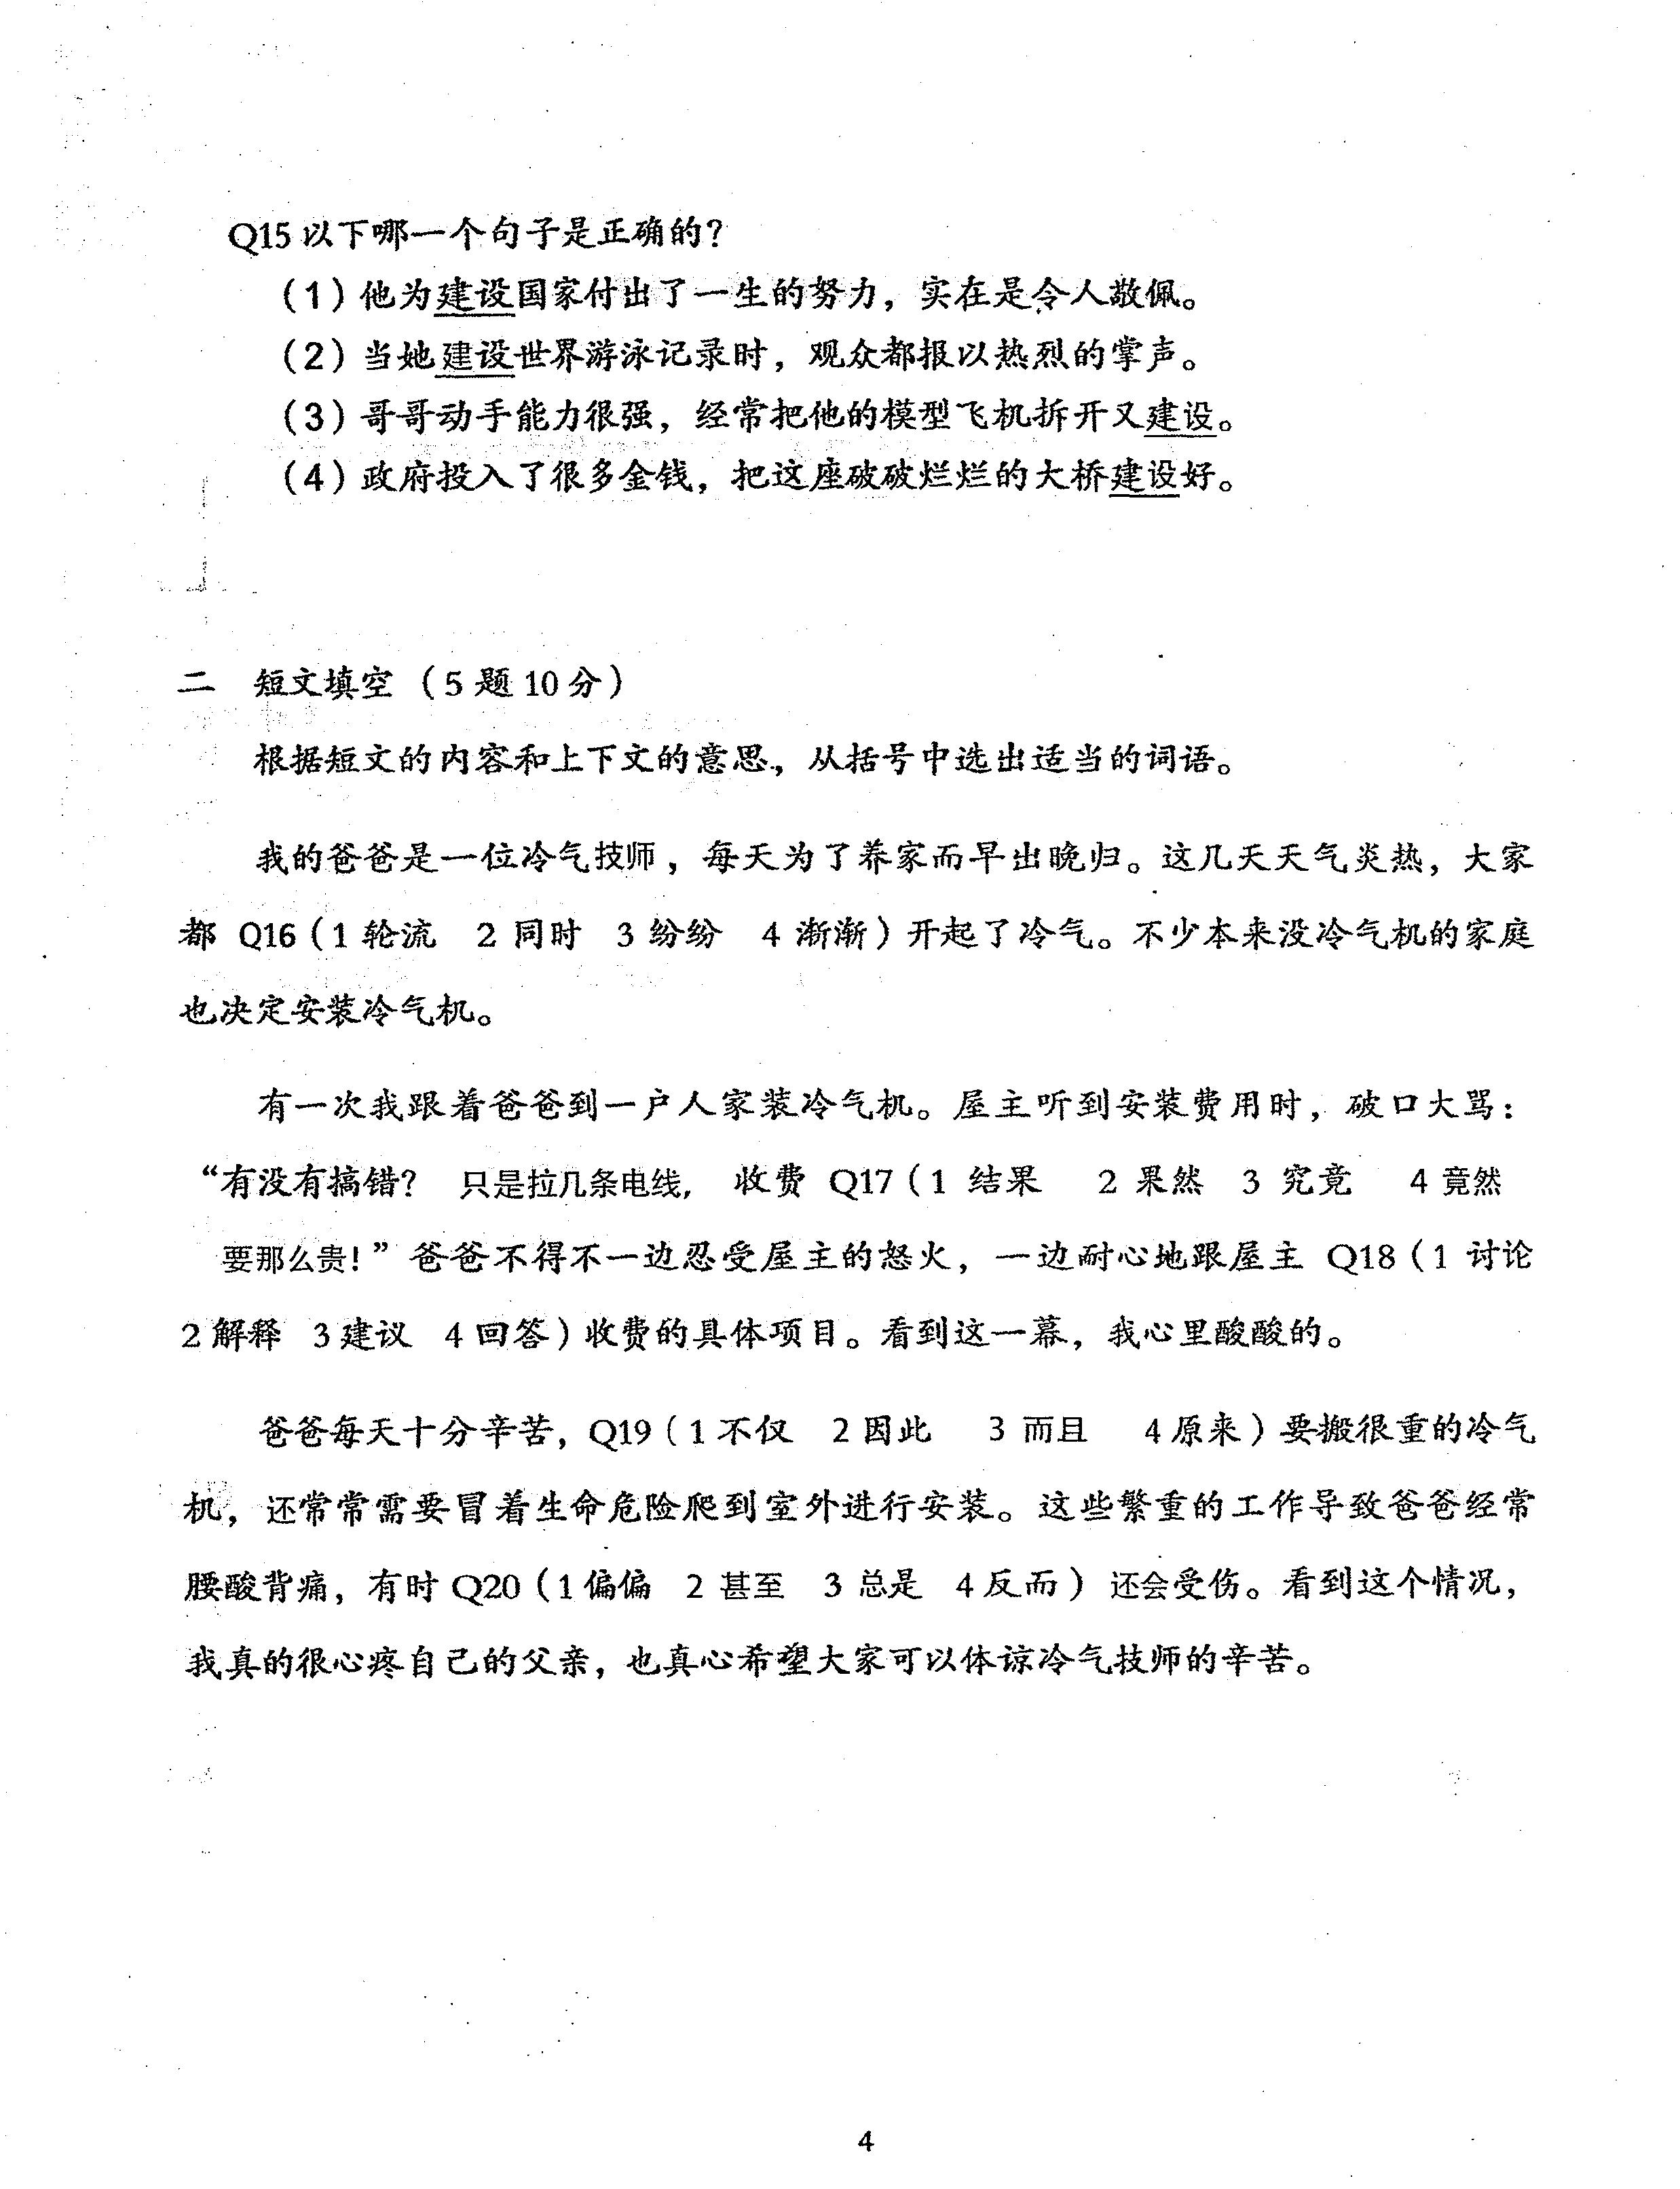 Q15以下哪一个句子是正确的？
（1）他为建设国家付出了一生的努力，实在是令人敬佩。
（2）当她建设世界游泳记录时，观众都报以热烈的掌声。
（3）哥哥动手能力很强，经常把他的模型飞机拆开又建设。
（4）政府投入了很多金钱，把这座破破烂烂的大桥建设好。
二 短文填空（5题10分）
根据短文的内容和上下文的意思，从括号中选出适当的词语。
我的爸爸是一位冷气技师，每天为了养家而早出晚归。这几天天气炎热，大家
都 Q16（1轮流 2同时 3纷纷 4渐渐）开起了冷气。不少本来没冷气机的家庭
也决定安装冷气机。
有一次我跟着爸爸到一户人家装冷气机。屋主听到安装费用时，破口大骂：
“有没有搞错？ 只是拉几条电线，收费 Q17（1 结果 2 果然 3 究竟 4 竟然
要那么贵！”爸爸不得不一边忍受屋主的怒火，一边耐心地跟屋主 Q18（1 讨论
2解释 3建议 4回答）收费的具体项目。看到这一幕，我心里酸酸的。
爸爸每天十分辛苦，Q19（1不仅 2因此 3 而且 4原来）要搬很重的冷气
机，还常常需要冒着生命危险爬到室外进行安装。这些繁重的工作导致爸爸经常
腰酸背痛，有时 Q20（1偏偏 2 甚至 3 总是 4反而）还会受伤。看到这个情况，
我真的很心疼自己的父亲，也真心希望大家可以体谅冷气技师的辛苦。
4